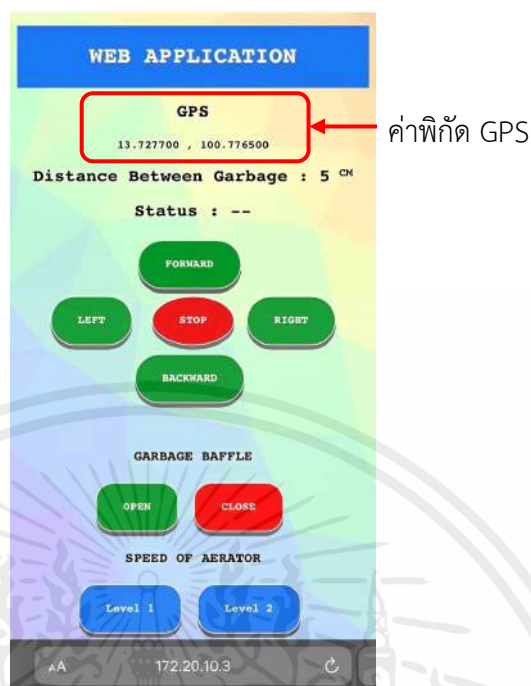 WEB APPLICATION
GPS
13.727700 , 100.776500
ค่าพิกัด GPS
Distance Between Garbage : 5 CM
Status : --
FORWARD
LEFT STOP RIGHT
BACKWARD
GARBAGE BAFFLE
OPEN CLOSE
SPEED OF AERATOR
Level 1 Level 2
AA 172.20.10.3